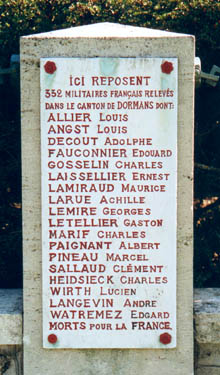 ICI REPOSENT
352 MILITAIRES FRANÇAIS RELEVÉS
DANS LE CANTON DE DORMANS DONT:
ALLIER LOUIS
ANGST LOUIS
DECOUT ADOLPHE
FAUCONNIER EDOUARD
GOSSELIN CHARLES
LAISSELLIER ERNEST
LAMIRAUD MAURICE
LARUE ACHILLE
LEMIRE GEORGES
LETELLIER GASTON
MARIF CHARLES
PAIGNANT ALBERT
PINEAU MARCEL
SALLAUD CLÉMENT
HEIDSIECK CHARLES
WIRTH LUCIEN
LANGEVIN ANDRE
WATREMEZ EDGARD
MORTS POUR LA FRANCE.